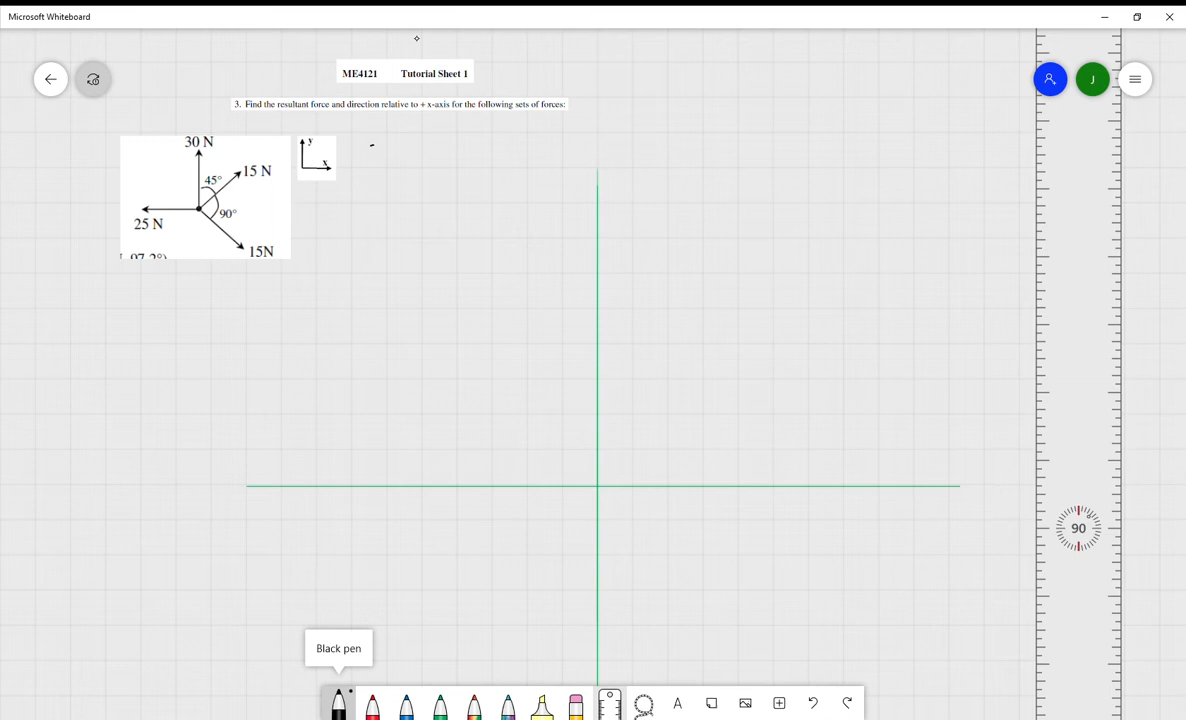 Microsoft Whiteboard
ME4121 Tutorial Sheet 1
J
3. Find the resultant force and direction relative to + x-axis for the following sets of forces:
30 N
y
x
15 N
45°
90°
25 N
15N
90
Black pen
A